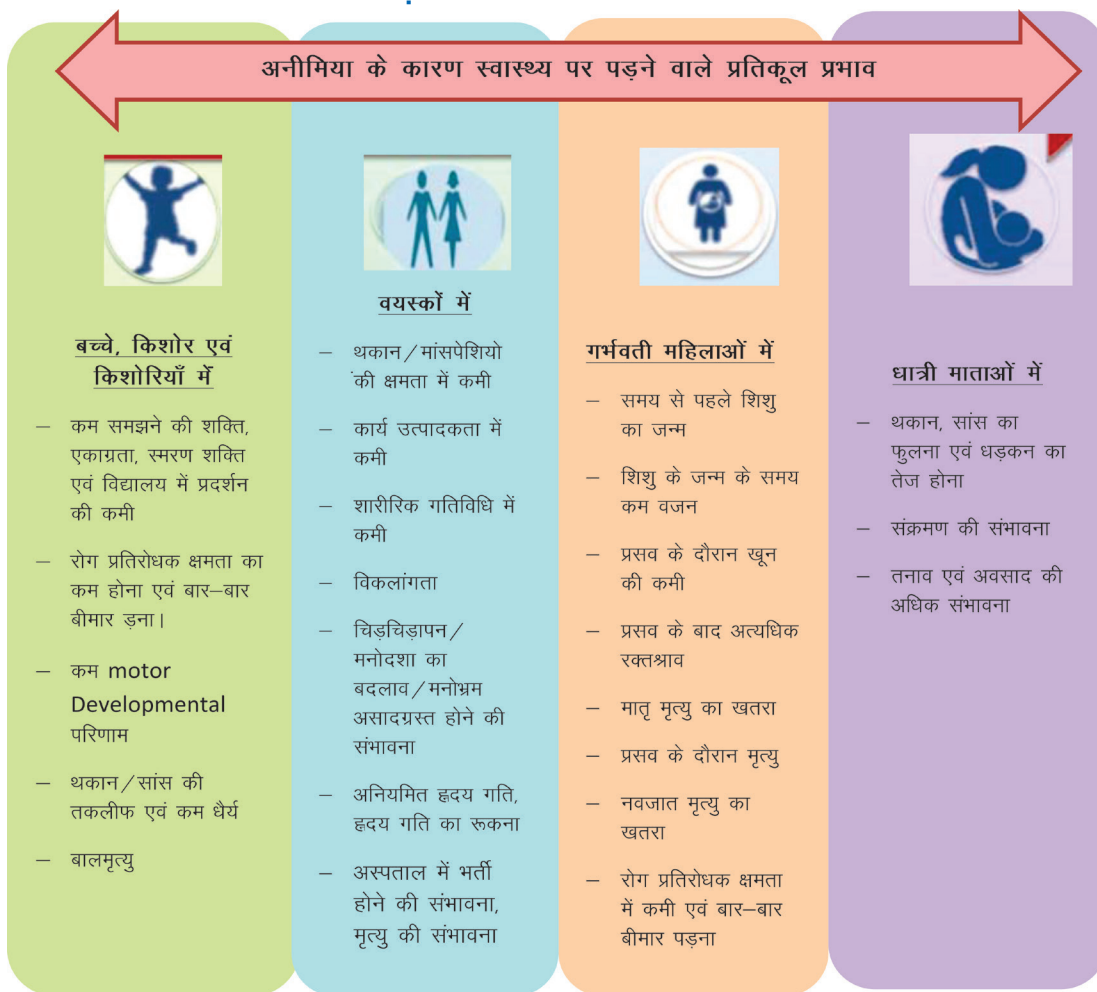 अनीमिया के कारण स्वास्थ्य पर पड़ने वाले प्रतिकूल प्रभाव
बच्चे, किशोर एवं
किशोरियाँ में
– कम समझने की शक्ति,
एकाग्रता, स्मरण शक्ति
एवं विद्यालय में प्रदर्शन
की कमी
– रोग प्रतिरोधक क्षमता का
कम होना एवं बार–बार
बीमार ड़ना।
– कम motor
Developmental
परिणाम
– थकान/सांस की
तकलीफ एवं कम धैर्य
– बालमृत्यु
वयस्कों में
– थकान/मांसपेशियो
ंकी क्षमता में कमी
– कार्य उत्पादकता में
कमी
– शारीरिक गतिविधि में
कमी
– विकलांगता
– चिड़चिड़ापन/
मनोदशा का
बदलाव/मनोभ्रम
असादग्रस्त होने की
संभावना
– अनियमित हृदय गति,
हृदय गति का रूकना
– अस्पताल में भर्ती
होने की संभावना,
मृत्यु की संभावना
गर्भवती महिलाओं में
– समय से पहले शिशु
का जन्म
– शिशु के जन्म के समय
कम वजन
– प्रसव के दौरान खून
की कमी
– प्रसव के बाद अत्यधिक
रक्तश्राव
– मातृ मृत्यु का खतरा
– प्रसव के दौरान मृत्यु
– नवजात मृत्यु का
खतरा
– रोग प्रतिरोधक क्षमता
में कमी एवं बार–बार
बीमार पड़ना
धात्री माताओं में
– थकान, सांस का
फुलना एवं धड़कन का
तेज होना
– संक्रमण की संभावना
– तनाव एवं अवसाद की
अधिक संभावना